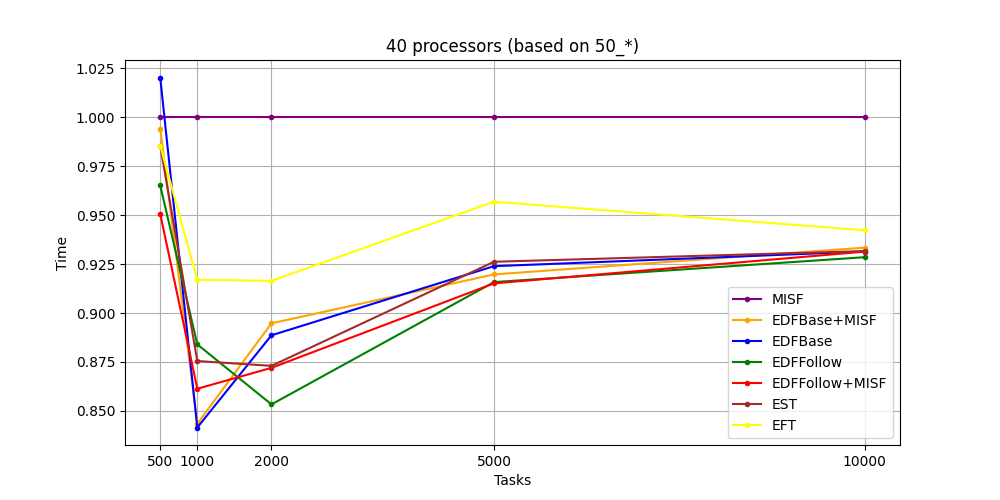 40 processors (based on 50_*)
Time
1.025
1.000
0.975
0.950
0.925
0.900
0.875
0.850
MISF
EDFBase+MISF
EDFBase
EDFFollow
EDFFollow+MISF
EST
EFT
500 1000 2000 5000 10000
Tasks